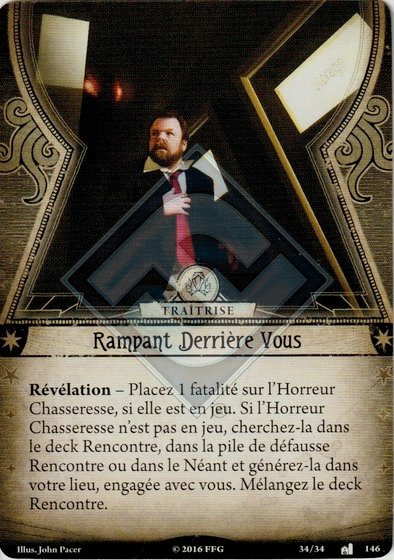 Storage
TRAÎTRISE
Rampant Derrière Vous
Révélation – Placez 1 fatalité sur l'Horreur
Chasseresse, si elle est en jeu. Si l'Horreur
Chasseresse n'est pas en jeu, cherchez-la dans
le deck Rencontre, dans la pile de défausse
Rencontre ou dans le Néant et générez-la dans
votre lieu, engagée avec vous. Mélangez le deck
Rencontre.
Illus. John Pacer © 2016 FFG 34/34 146